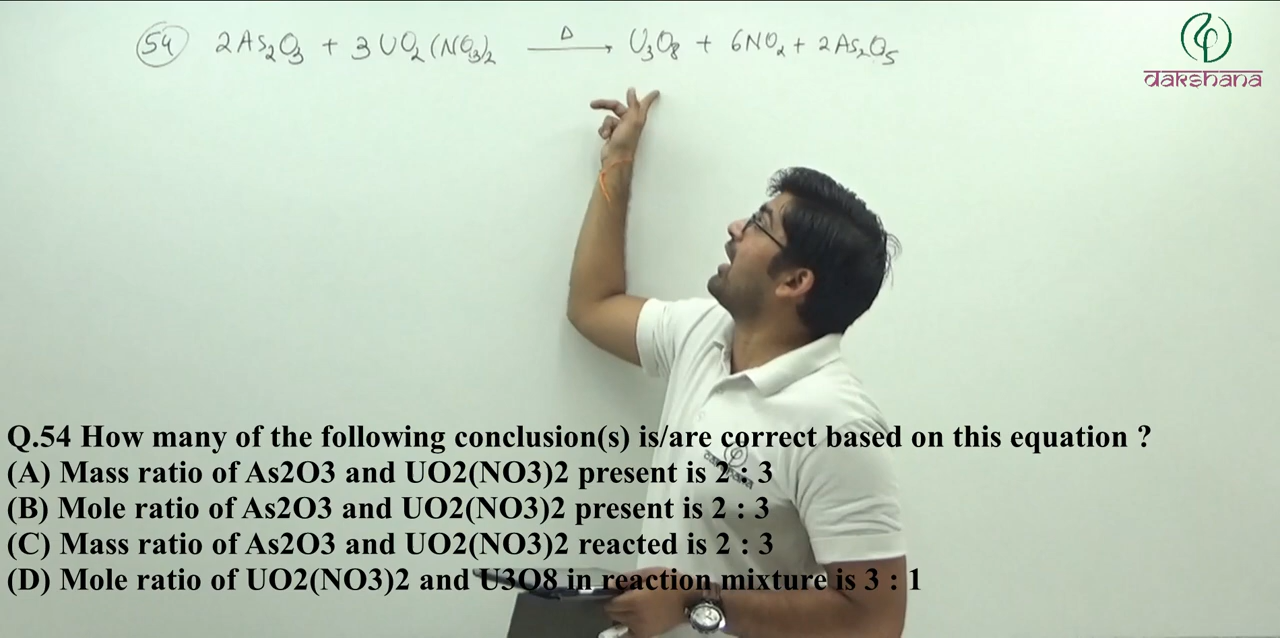 (54) 2As₂O₃ + 3UO₂(NO₃)₂ —Δ→ U₃O₈ + 6NO₂ + 2As₂O₅
dakshana
Q.54 How many of the following conclusion(s) is/are correct based on this equation ?
(A) Mass ratio of As2O3 and UO2(NO3)2 present is 2 : 3
(B) Mole ratio of As2O3 and UO2(NO3)2 present is 2 : 3
(C) Mass ratio of As2O3 and UO2(NO3)2 reacted is 2 : 3
(D) Mole ratio of UO2(NO3)2 and U3O8 in reaction mixture is 3 : 1